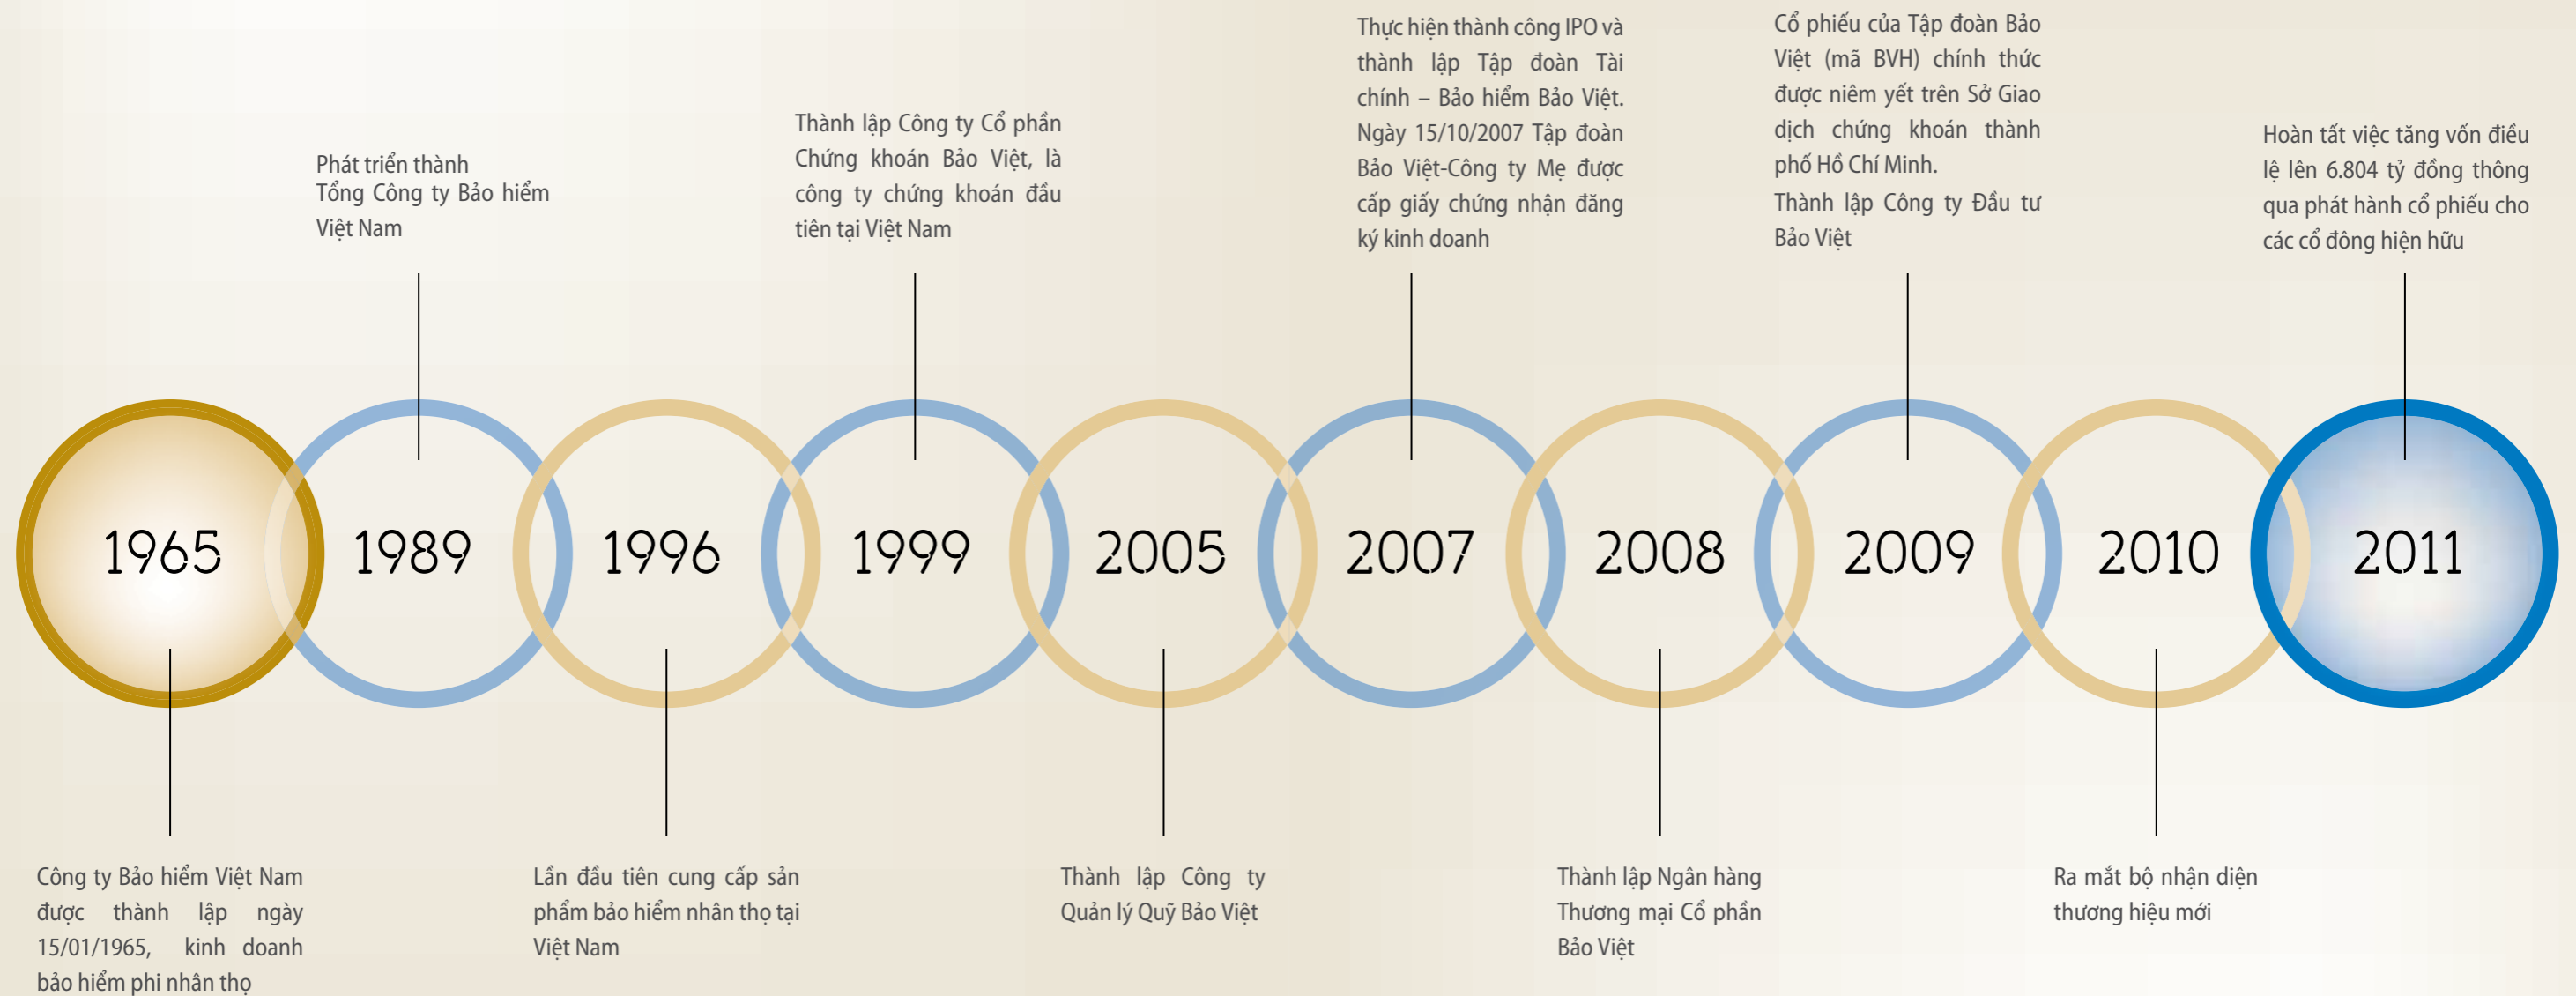 Phát triển thành
Tổng Công ty Bảo hiểm
Việt Nam
Thành lập Công ty Cổ phần
Chứng khoán Bảo Việt, là
công ty chứng khoán đầu
tiên tại Việt Nam
Thực hiện thành công IPO và
thành lập Tập đoàn Tài
chính – Bảo hiểm Bảo Việt.
Ngày 15/10/2007 Tập đoàn
Bảo Việt-Công ty Mẹ được
cấp giấy chứng nhận đăng
ký kinh doanh
Cổ phiếu của Tập đoàn Bảo
Việt (mã BVH) chính thức
được niêm yết trên Sở Giao
dịch chứng khoán thành
phố Hồ Chí Minh.
Thành lập Công ty Đầu tư
Bảo Việt
Hoàn tất việc tăng vốn điều
lệ lên 6.804 tỷ đồng thông
qua phát hành cổ phiếu cho
các cổ đông hiện hữu
1965
1989
1996
1999
2005
2007
2008
2009
2010
2011
Công ty Bảo hiểm Việt Nam
được thành lập ngày
15/01/1965, kinh doanh
bảo hiểm phi nhân thọ
Lần đầu tiên cung cấp sản
phẩm bảo hiểm nhân thọ tại
Việt Nam
Thành lập Công ty
Quản lý Quỹ Bảo Việt
Thành lập Ngân hàng
Thương mại Cổ phần
Bảo Việt
Ra mắt bộ nhận diện
thương hiệu mới